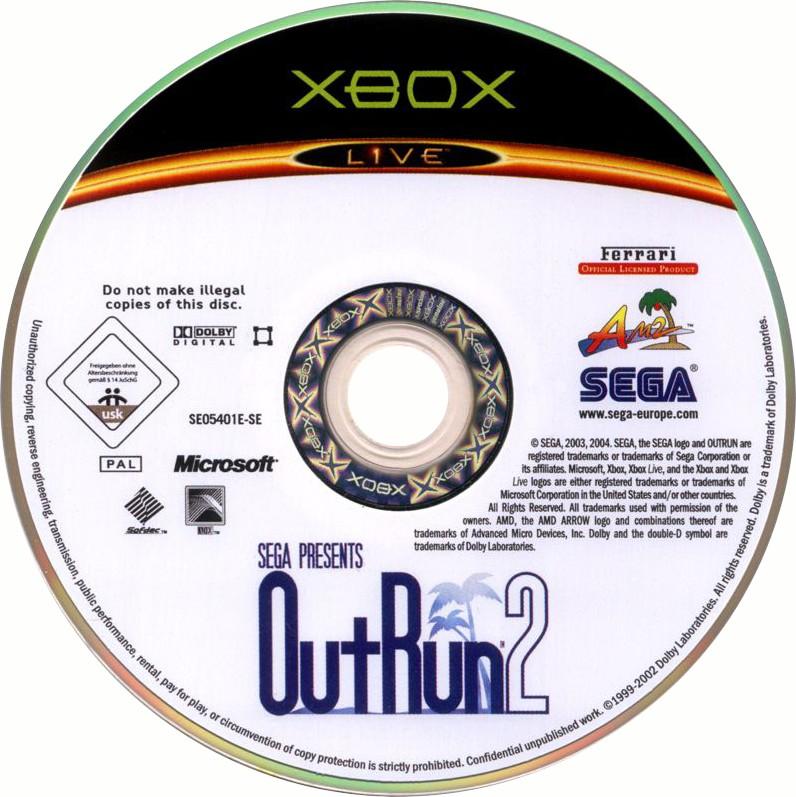 XBOX
LIVE™
Ferrari
OFFICIAL LICENSED PRODUCT
AM2™
SEGA®
www.sega-europe.com
Do not make illegal
copies of this disc.
DOLBY
DIGITAL
Freigegeben ohne
Altersbeschränkung
gemäß § 14 JuSchG
usk
SE05401E-SE
PAL
Microsoft®
Sofdec™
XBOX
© SEGA, 2003, 2004. SEGA, the SEGA logo and OUTRUN are
registered trademarks or trademarks of Sega Corporation or
its affiliates. Microsoft, Xbox, Xbox Live, and the Xbox and Xbox
Live logos are either registered trademarks or trademarks of
Microsoft Corporation in the United States and/or other countries.
All Rights Reserved. All trademarks used with permission of the
owners. AMD, the AMD ARROW logo and combinations thereof are
trademarks of Advanced Micro Devices, Inc. Dolby and the double-D symbol are
trademarks of Dolby Laboratories.
SEGA PRESENTS
OutRun™2
Unauthorized copying, reverse engineering, transmission, public performance, rental, pay for play, or circumvention of copy protection is strictly prohibited. Confidential unpublished work. ©1999-2002 Dolby Laboratories. All rights reserved. Dolby is a trademark of Dolby Laboratories.